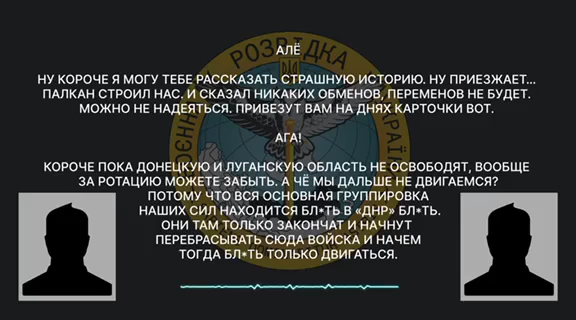 АЛЁ
НУ КОРОЧЕ Я МОГУ ТЕБЕ РАССКАЗАТЬ СТРАШНУЮ ИСТОРИЮ. НУ ПРИЕЗЖАЕТ...
ПАЛКАН СТРОИЛ НАС. И СКАЗАЛ НИКАКИХ ОБМЕНОВ, ПЕРЕМЕНОВ НЕ БУДЕТ.
МОЖНО НЕ НАДЕЯТЬСЯ. ПРИВЕЗУТ ВАМ НА ДНЯХ КАРТОЧКИ ВОТ.
АГА!
КОРОЧЕ ПОКА ДОНЕЦКУЮ И ЛУГАНСКУЮ ОБЛАСТЬ НЕ ОСВОБОДЯТ, ВООБЩЕ
ЗА РОТАЦИЮ МОЖЕТЕ ЗАБЫТЬ. А ЧЁ МЫ ДАЛЬШЕ НЕ ДВИГАЕМСЯ?
ПОТОМУ ЧТО ВСЯ ОСНОВНАЯ ГРУППИРОВКА
НАШИХ СИЛ НАХОДИТСЯ БЛ*ТЬ В «ДНР» БЛ*ТЬ.
ОНИ ТАМ ТОЛЬКО ЗАКОНЧАТ И НАЧНУТ
ПЕРЕБРАСЫВАТЬ СЮДА ВОЙСКА И НАЧЕМ
ТОГДА БЛ*ТЬ ТОЛЬКО ДВИГАТЬСЯ.
РОЗВІДКА